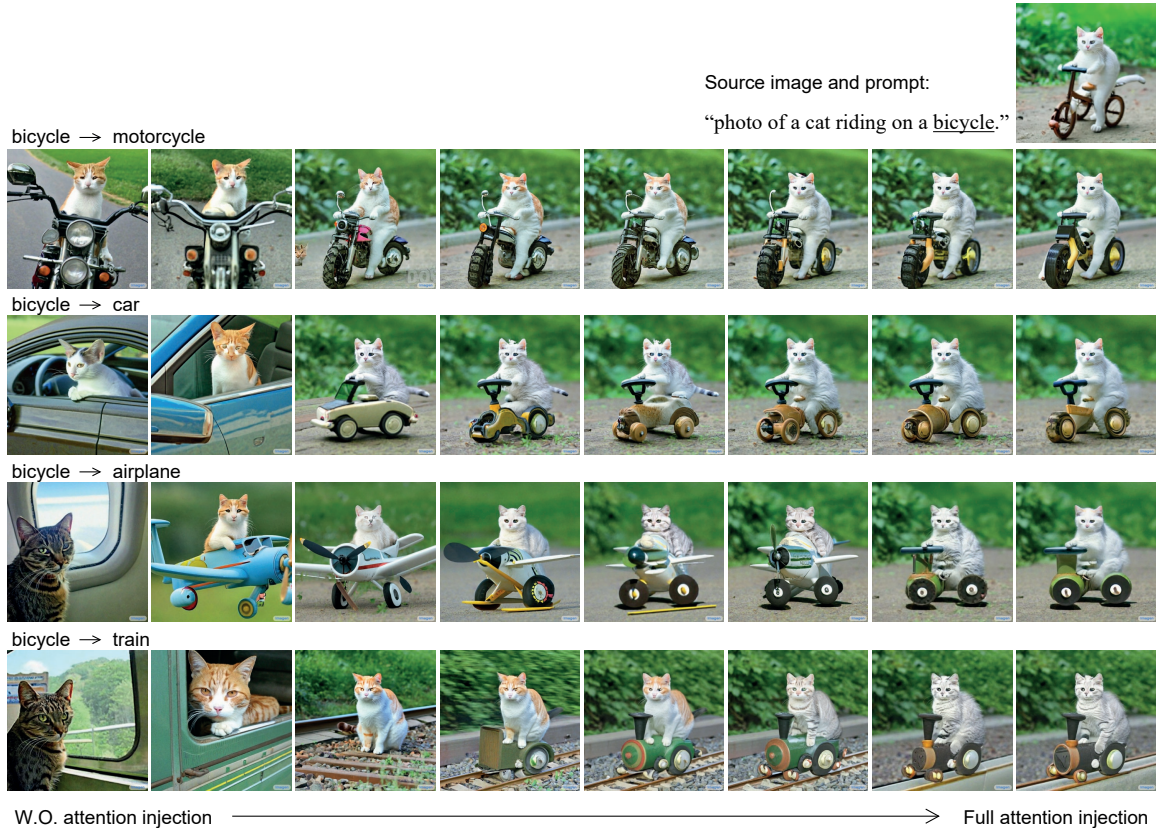 Source image and prompt:
“photo of a cat riding on a bicycle.”
bicycle → motorcycle
bicycle → car
bicycle → airplane
bicycle → train
W.O. attention injection
Full attention injection